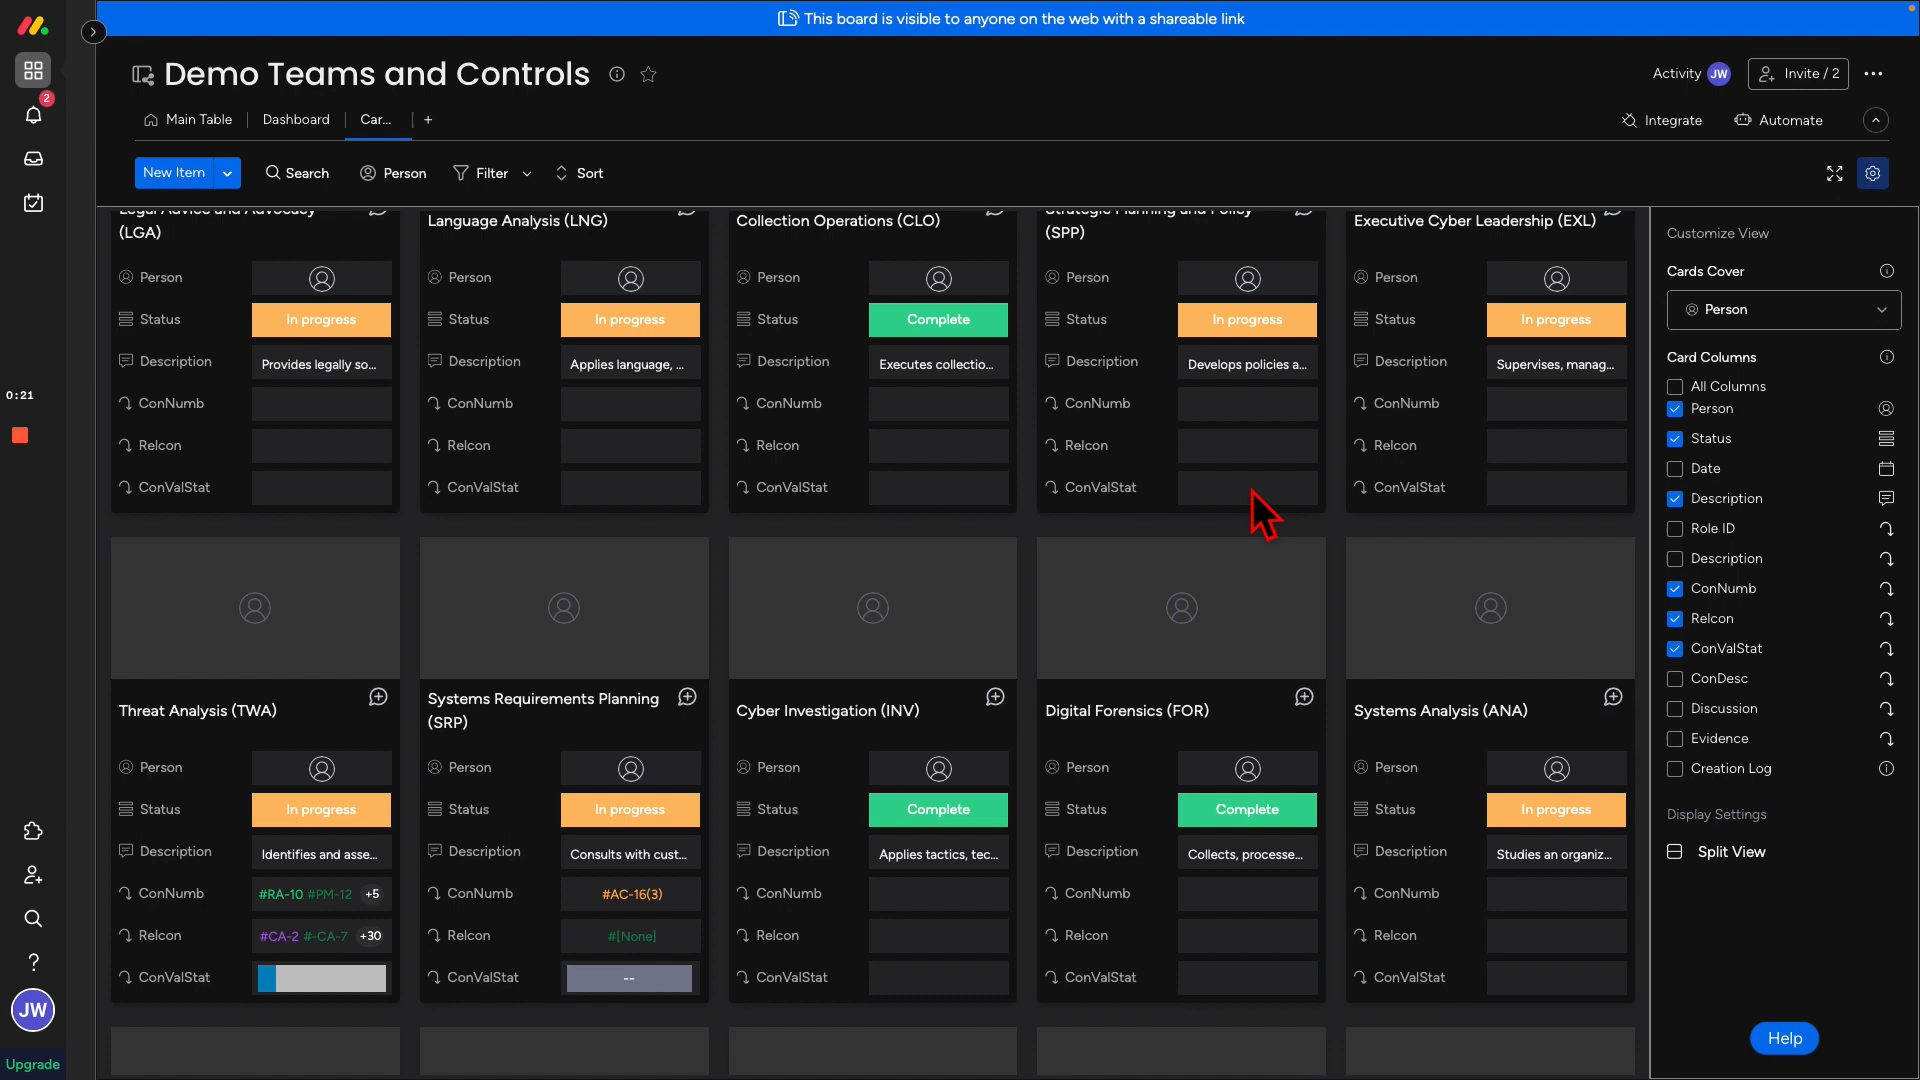 This board is visible to anyone on the web with a shareable link
Demo Teams and Controls
Activity JW Invite / 2
2
Main Table Dashboard Car... +
Integrate Automate
New Item Search Person Filter Sort
Legal Advice and Advocacy (LGA)
Language Analysis (LNG)
Collection Operations (CLO)
Strategic Planning and Policy (SPP)
Executive Cyber Leadership (EXL)
Person Person Person Person Person
Status In progress Status In progress Status Complete Status In progress Status In progress
Description Provides legally so... Description Applies language, ... Description Executes collectio... Description Develops policies a... Description Supervises, manag...
ConNumb ConNumb ConNumb ConNumb ConNumb
Relcon Relcon Relcon Relcon Relcon
ConValStat ConValStat ConValStat ConValStat ConValStat
0:21
Threat Analysis (TWA)
Systems Requirements Planning (SRP)
Cyber Investigation (INV)
Digital Forensics (FOR)
Systems Analysis (ANA)
Person Person Person Person Person
Status In progress Status In progress Status Complete Status Complete Status In progress
Description Identifies and asse... Description Consults with cust... Description Applies tactics, tec... Description Collects, processe... Description Studies an organiz...
ConNumb #RA-10 #PM-12 +5 ConNumb #AC-16(3) ConNumb ConNumb ConNumb
Relcon #CA-2 #-CA-7 +30 Relcon #[None] Relcon Relcon Relcon
ConValStat ConValStat -- ConValStat ConValStat ConValStat
Customize View
Cards Cover
Person
Card Columns
All Columns
Person
Status
Date
Description
Role ID
Description
ConNumb
Relcon
ConValStat
ConDesc
Discussion
Evidence
Creation Log
Display Settings
Split View
Help
JW
Upgrade